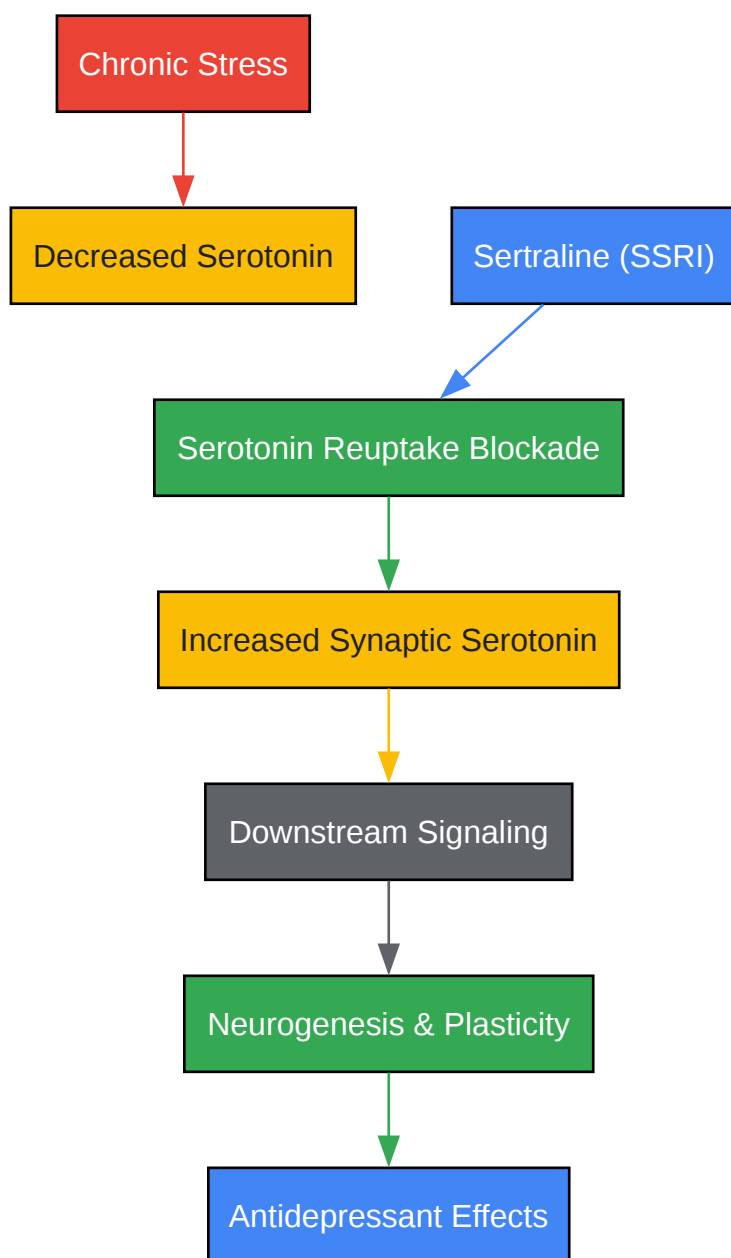 Chronic Stress
Decreased Serotonin
Sertraline (SSRI)
Serotonin Reuptake Blockade
Increased Synaptic Serotonin
Downstream Signaling
Neurogenesis & Plasticity
Antidepressant Effects